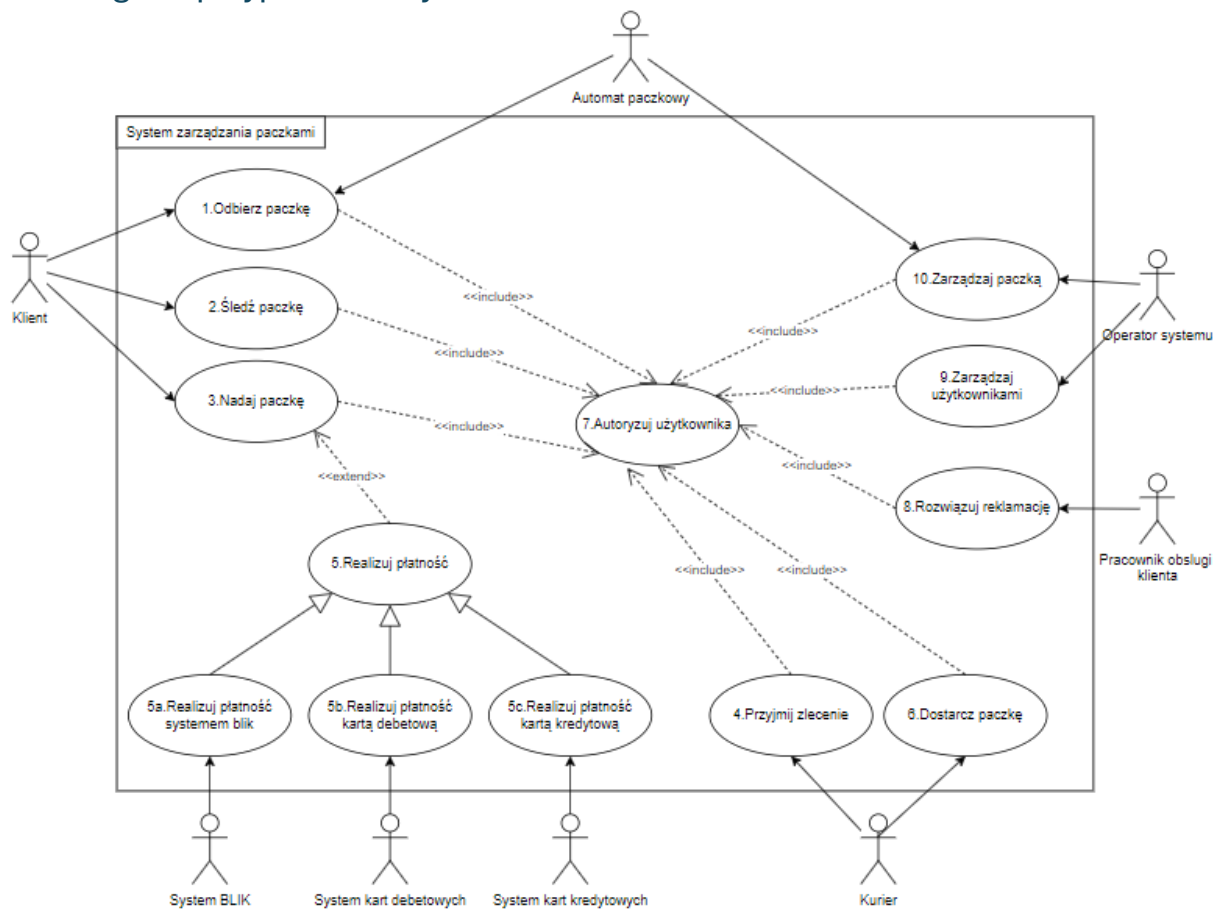 Automat paczkowy
System zarządzania paczkami
1.Odbierz paczkę
Klient
2.Śledź paczkę
3.Nadaj paczkę
<<include>>
<<include>>
<<include>>
<<extend>>
7.Autoryzuj użytkownika
<<include>>
<<include>>
<<include>>
<<include>>
<<include>>
10.Zarządzaj paczką
Operator systemu
9.Zarządzaj
użytkownikami
8.Rozwiązuj reklamację
Pracownik obslugi
klienta
5.Realizuj płatność
5a.Realizuj płatność
systemem blik
5b.Realizuj płatność
kartą debetową
5c.Realizuj płatność
kartą kredytową
4.Przyjmij zlecenie
6.Dostarcz paczkę
System BLIK
System kart debetowych
System kart kredytowych
Kurier